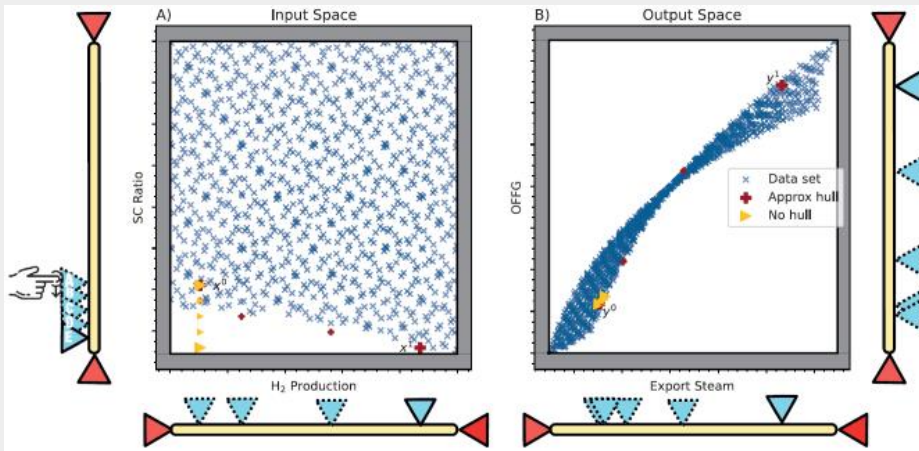 A)
Input Space
SC Ratio
x⁰
x¹
H₂ Production
B)
Output Space
OFFG
y¹
Data set
Approx hull
No hull
y⁰
Export Steam